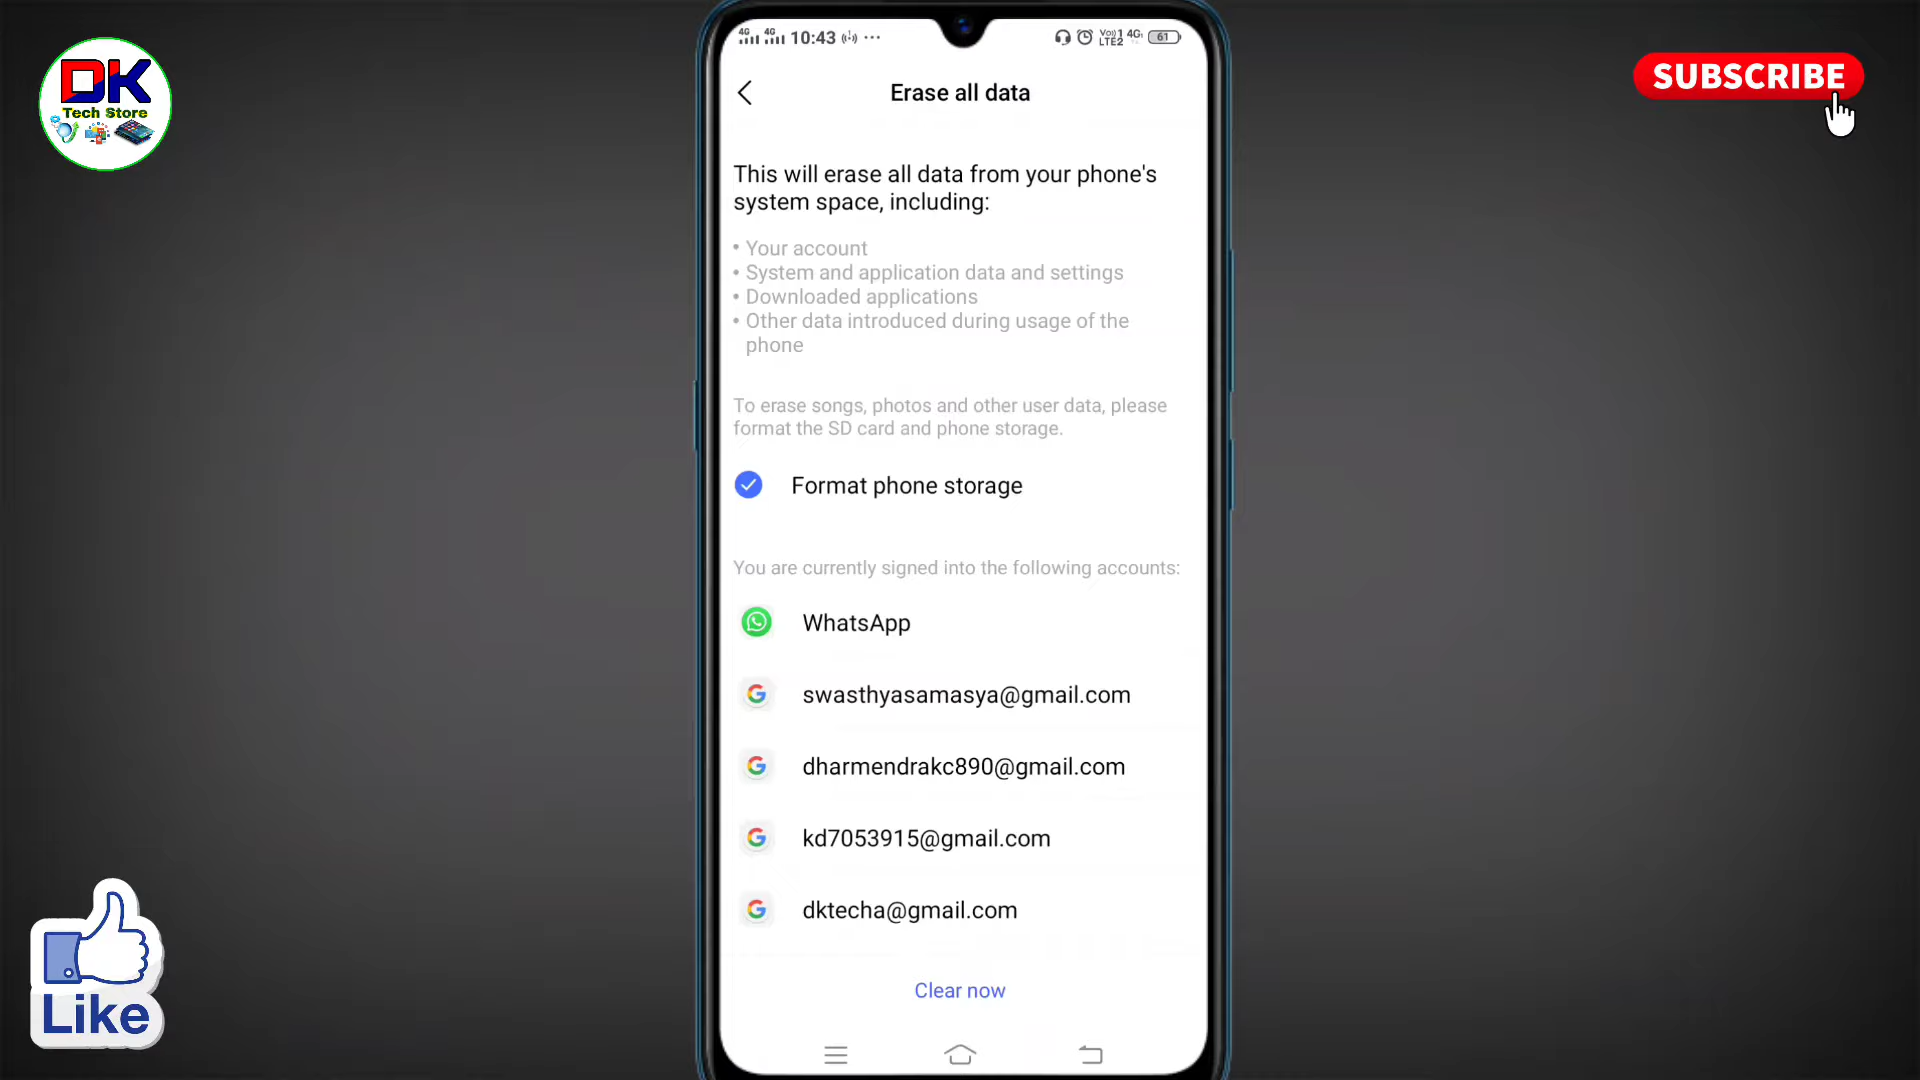 DK
Tech Store
SUBSCRIBE
10:43
61
Erase all data
This will erase all data from your phone's
system space, including:
• Your account
• System and application data and settings
• Downloaded applications
• Other data introduced during usage of the
phone
To erase songs, photos and other user data, please
format the SD card and phone storage.
Format phone storage
You are currently signed into the following accounts:
WhatsApp
swasthyasamasya@gmail.com
dharmendrakc890@gmail.com
kd7053915@gmail.com
dktecha@gmail.com
Clear now
Like